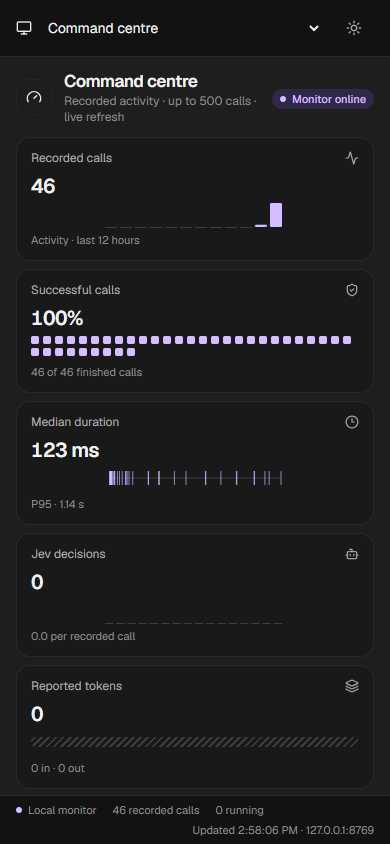 Command centre
Command centre
Recorded activity · up to 500 calls ·
live refresh
Monitor online
Recorded calls
46
Activity · last 12 hours
Successful calls
100%
46 of 46 finished calls
Median duration
123 ms
P95 · 1.14 s
Jev decisions
0
0.0 per recorded call
Reported tokens
0
0 in · 0 out
Local monitor 46 recorded calls 0 running
Updated 2:58:06 PM · 127.0.0.1:8769